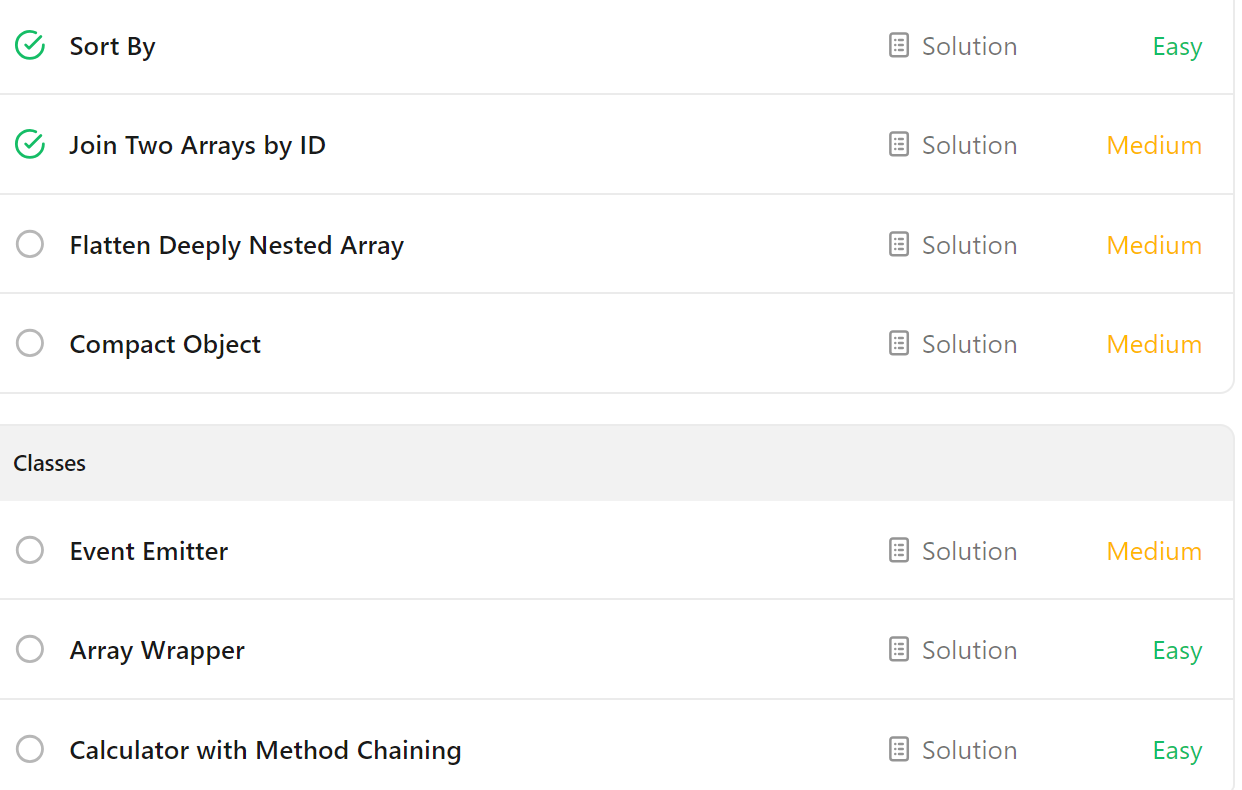 Sort By Solution Easy
Join Two Arrays by ID Solution Medium
Flatten Deeply Nested Array Solution Medium
Compact Object Solution Medium
Classes
Event Emitter Solution Medium
Array Wrapper Solution Easy
Calculator with Method Chaining Solution Easy